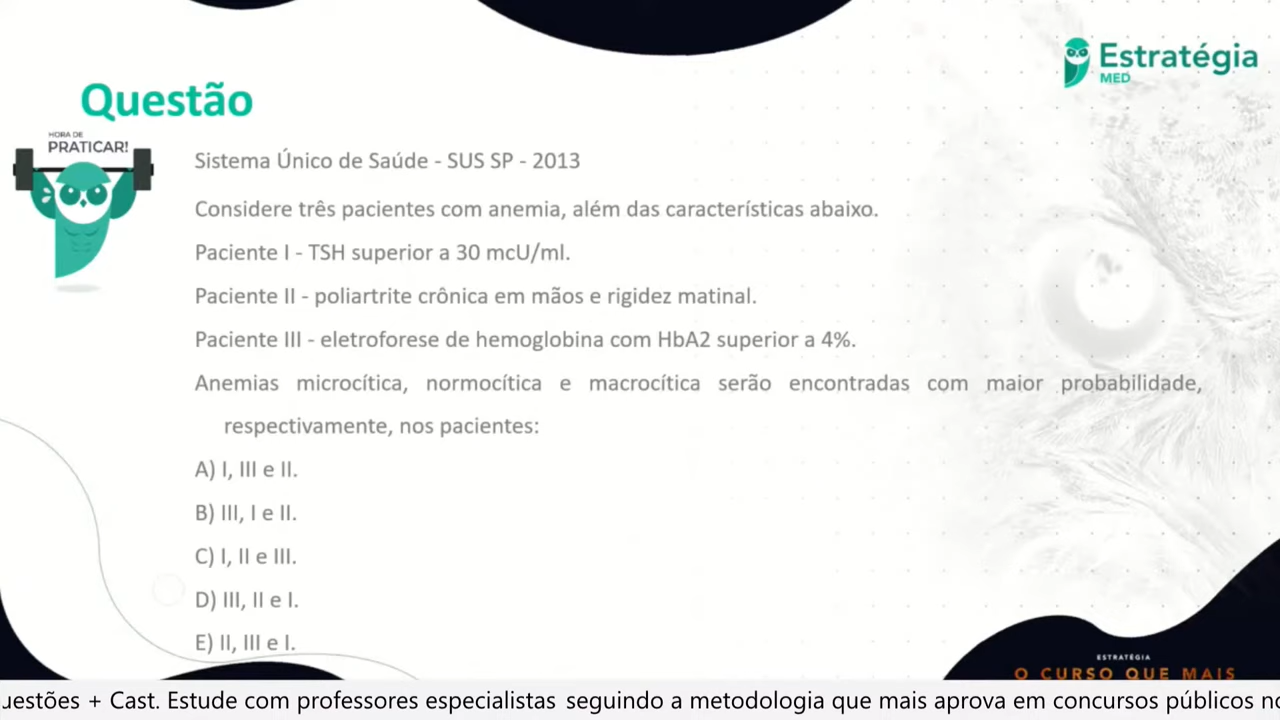 Estratégia
MED
Questão
HORA DE
PRATICAR!
Sistema Único de Saúde - SUS SP - 2013
Considere três pacientes com anemia, além das características abaixo.
Paciente I - TSH superior a 30 mcU/ml.
Paciente II - poliartrite crônica em mãos e rigidez matinal.
Paciente III - eletroforese de hemoglobina com HbA2 superior a 4%.
Anemias microcítica, normocítica e macrocítica serão encontradas com maior probabilidade,
respectivamente, nos pacientes:
A) I, III e II.
B) III, I e II.
C) I, II e III.
D) III, II e I.
E) II, III e I.
ESTRATÉGIA
O CURSO QUE MAIS
uestões + Cast. Estude com professores especialistas seguindo a metodologia que mais aprova em concursos públicos n